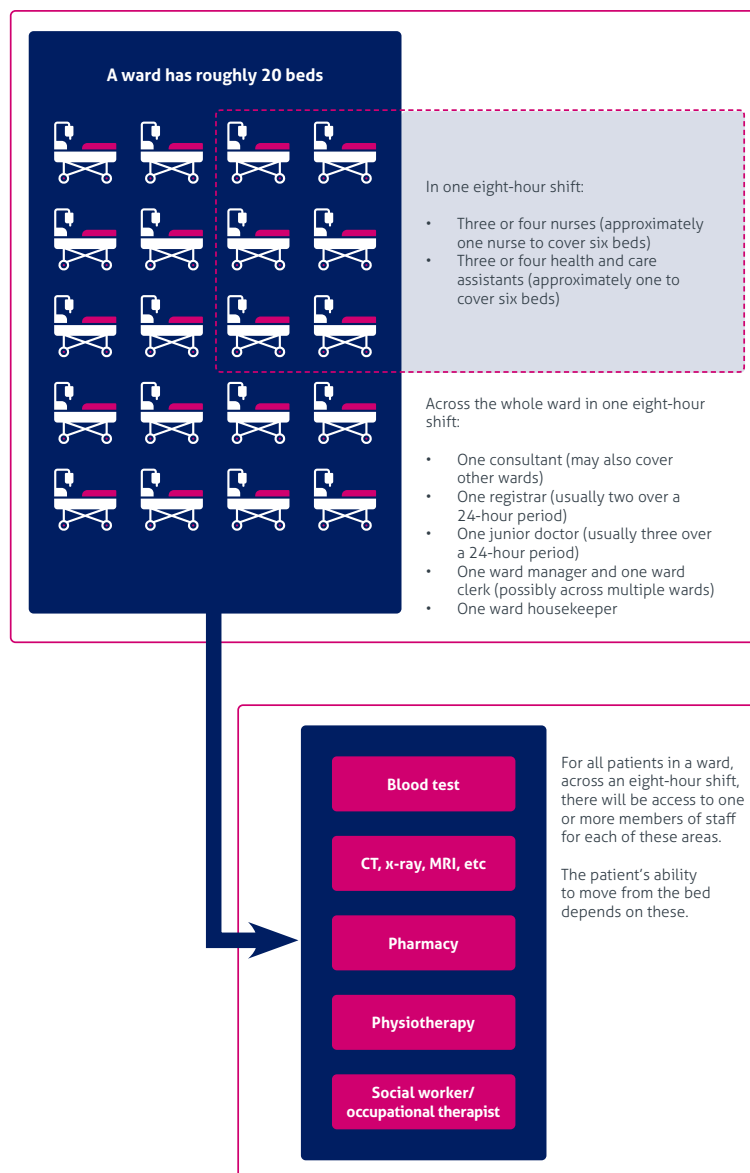 A ward has roughly 20 beds
In one eight-hour shift:
• Three or four nurses (approximately
one nurse to cover six beds)
• Three or four health and care
assistants (approximately one to
cover six beds)
Across the whole ward in one eight-hour
shift:
• One consultant (may also cover
other wards)
• One registrar (usually two over a
24-hour period)
• One junior doctor (usually three over
a 24-hour period)
• One ward manager and one ward
clerk (possibly across multiple wards)
• One ward housekeeper
Blood test
CT, x-ray, MRI, etc
Pharmacy
Physiotherapy
Social worker/
occupational therapist
For all patients in a ward,
across an eight-hour shift,
there will be access to one
or more members of staff
for each of these areas.
The patient’s ability
to move from the bed
depends on these.